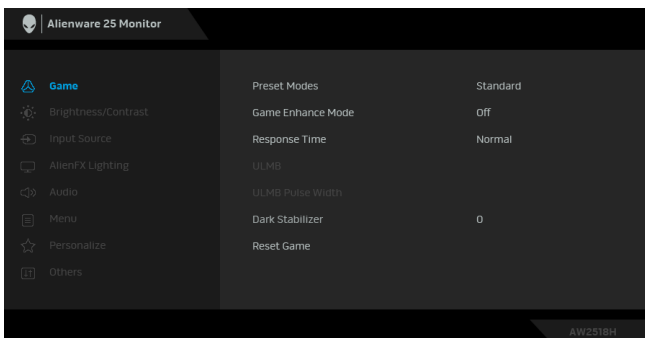 Alienware 25 Monitor
Game
Preset Modes Standard
Brightness/Contrast
Game Enhance Mode Off
Input Source
Response Time Normal
AlienFX Lighting
ULMB
Audio
ULMB Pulse Width
Menu
Dark Stabilizer 0
Personalize
Reset Game
Others
AW2518H